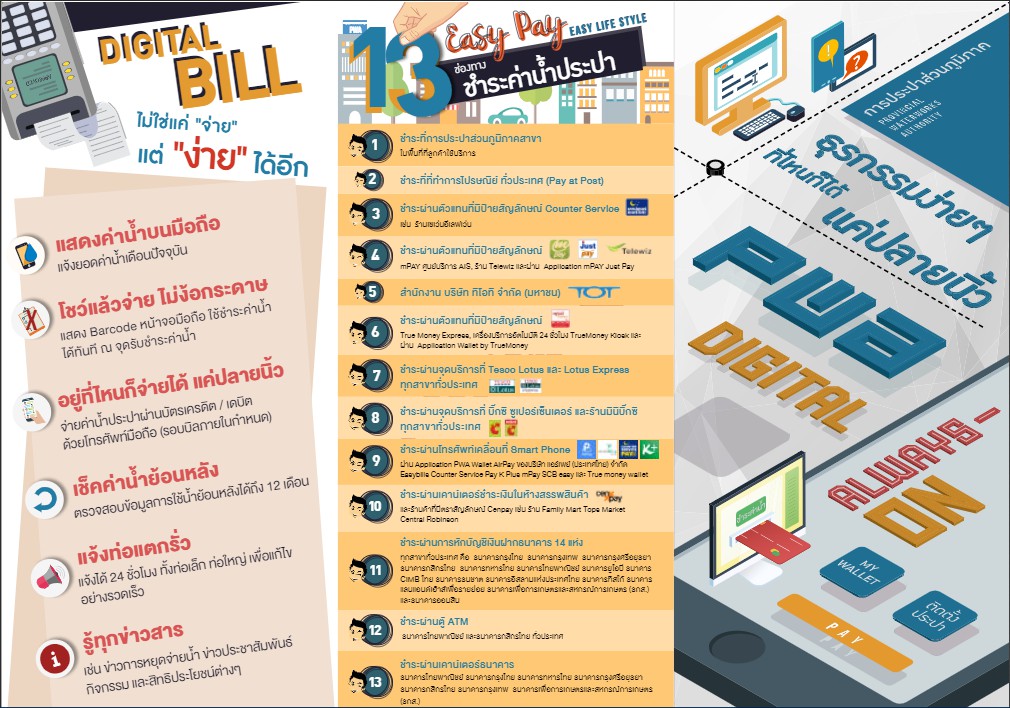 DIGITAL
BILL
ไม่ใช่แค่ "จ่าย"
แต่ "ง่าย" ได้อีก
แสดงค่าน้ำบนมือถือ
แจ้งยอดค่าน้ำเดือนปัจจุบัน
โชว์แล้วจ่าย ไม่ง้อกระดาษ
แสดง Barcode หน้าจอมือถือ ใช้ชำระค่าน้ำ
ได้ทันที ณ จุดรับชำระค่าน้ำ
อยู่ที่ไหนก็จ่ายได้ แค่ปลายนิ้ว
จ่ายค่าน้ำประปาผ่านบัตรเครดิต / เดบิต
ด้วยโทรศัพท์มือถือ (รอบบิลภายในกำหนด)
เช็คค่าน้ำย้อนหลัง
ตรวจสอบข้อมูลการใช้น้ำย้อนหลังได้ถึง 12 เดือน
แจ้งท่อแตกรั่ว
แจ้งได้ 24 ชั่วโมง ทั้งท่อเล็ก ท่อใหญ่ เพื่อแก้ไข
อย่างรวดเร็ว
รู้ทุกข่าวสาร
เช่น ข่าวการหยุดจ่ายน้ำ ข่าวประชาสัมพันธ์
กิจกรรม และสิทธิประโยชน์ต่างๆ
13 Easy Pay EASY LIFE STYLE
ช่องทาง
ชำระค่าน้ำประปา
1 ชำระที่การประปาส่วนภูมิภาคสาขา
ในพื้นที่ที่ลูกค้าใช้บริการ
2 ชำระที่ที่ทำการไปรษณีย์ ทั่วประเทศ (Pay at Post)
3 ชำระผ่านตัวแทนที่มีป้ายสัญลักษณ์ Counter Service
เช่น ร้านเซเว่นอีเลฟเว่น
4 ชำระผ่านตัวแทนที่มีป้ายสัญลักษณ์ Just pay Telewiz
mPAY ศูนย์บริการ AIS, ร้าน Telewiz และผ่าน Application mPAY Just Pay
5 สำนักงาน บริษัท ทีโอที จำกัด (มหาชน) TOT
6 ชำระผ่านตัวแทนที่มีป้ายสัญลักษณ์
True Money Express, เครื่องบริการอัตโนมัติ 24 ชั่วโมง TrueMoney Kiosk และ
ผ่าน Application Wallet by TrueMoney
7 ชำระผ่านจุดบริการที่ Tesco Lotus และ Lotus Express
ทุกสาขาทั่วประเทศ
8 ชำระผ่านจุดบริการที่ บิ๊กซี ซูเปอร์เซ็นเตอร์ และร้านมินิบิ๊กซี
ทุกสาขาทั่วประเทศ
9 ชำระผ่านโทรศัพท์เคลื่อนที่ Smart Phone K+
ผ่าน Application PWA Wallet AirPay ของบริษัท แอร์เพย์ (ประเทศไทย) จำกัด
Easybills Counter Service Pay K Plus mPay SCB easy และ True money wallet
10 ชำระผ่านเคาน์เตอร์ชำระเงินในห้างสรรพสินค้า cenpay
และร้านค้าที่มีตราสัญลักษณ์ Cenpay เช่น ร้าน Family Mart Tops Market
Central Robinson
11 ชำระผ่านการหักบัญชีเงินฝากธนาคาร 14 แห่ง
ทุกสาขาทั่วประเทศ คือ ธนาคารกรุงไทย ธนาคารกรุงเทพ ธนาคารกรุงศรีอยุธยา
ธนาคารกสิกรไทย ธนาคารทหารไทย ธนาคารไทยพาณิชย์ ธนาคารยูโอบี ธนาคาร
CIMB ไทย ธนาคารธนชาต ธนาคารอิสลามแห่งประเทศไทย ธนาคารทิสโก้ ธนาคาร
แลนด์แอนด์เฮ้าส์เพื่อรายย่อย ธนาคารเพื่อการเกษตรและสหกรณ์การเกษตร (ธกส.)
และธนาคารออมสิน
12 ชำระผ่านตู้ ATM
ธนาคารไทยพาณิชย์ และธนาคารกสิกรไทย ทั่วประเทศ
13 ชำระผ่านเคาน์เตอร์ธนาคาร
ธนาคารไทยพาณิชย์ ธนาคารกรุงไทย ธนาคารทหารไทย ธนาคารกรุงศรีอยุธยา
ธนาคารกสิกรไทย ธนาคารกรุงเทพ ธนาคารเพื่อการเกษตรและสหกรณ์การเกษตร
(ธกส.)
การประปาส่วนภูมิภาค
PROVINCIAL
WATERWORKS
AUTHORITY
ธุรกรรมง่ายๆ
ที่ไหนก็ได้ แค่ปลายนิ้ว
PWA
DIGITAL
ALWAYS-
ON
ชำระค่าน้ำ
MY
WALLET
ติดตั้ง
ประปา
PAY
PAY